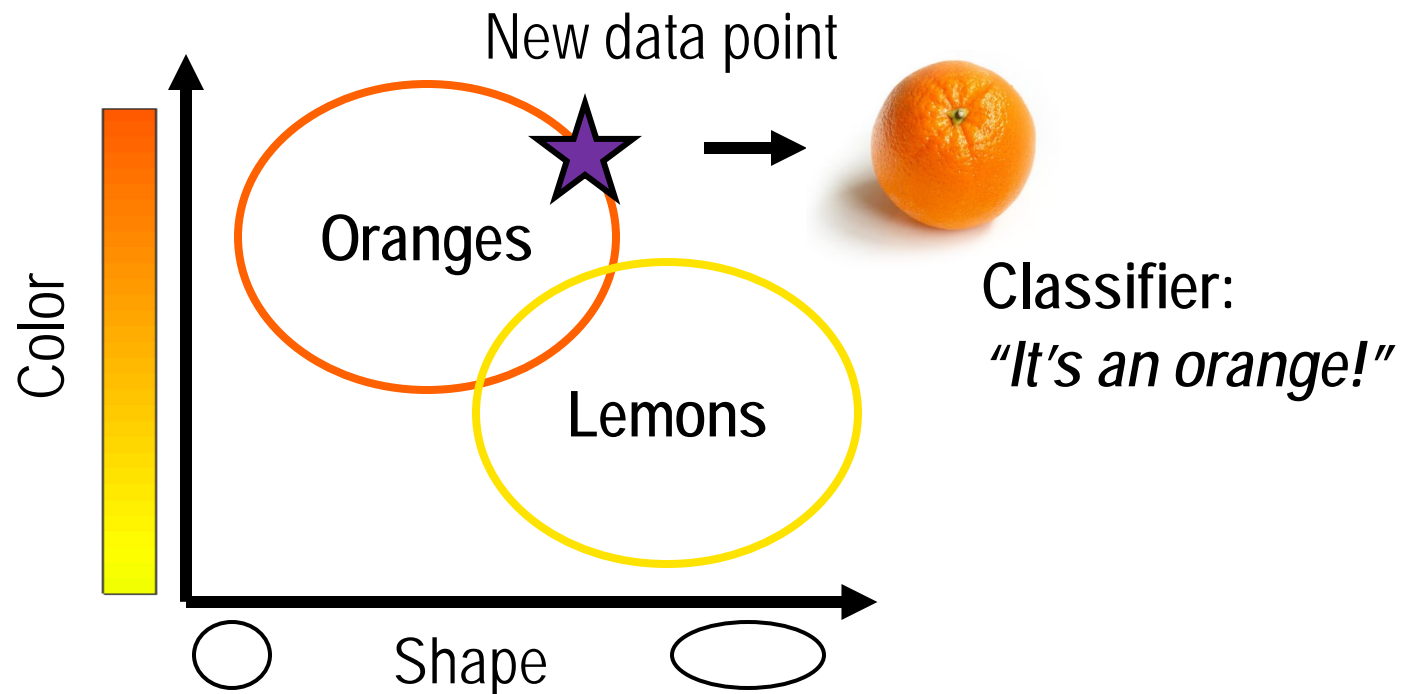 New data point
Oranges
Lemons
Color
Shape
Classifier:
“It’s an orange!”